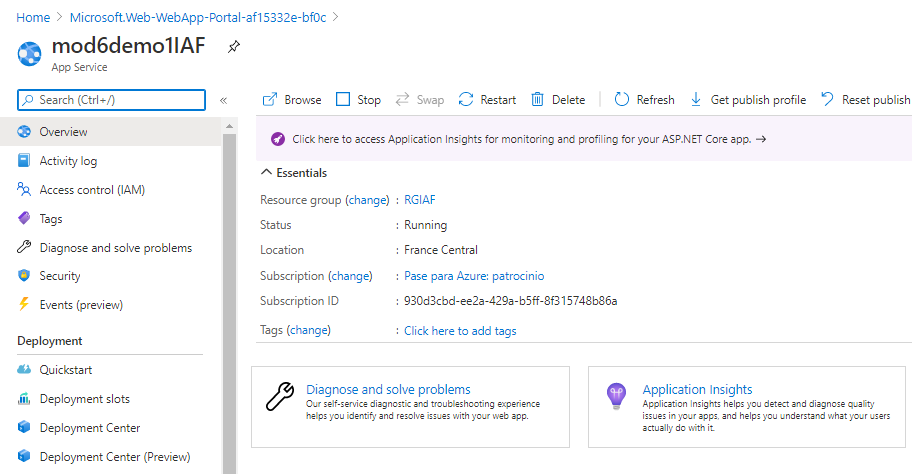 Home > Microsoft.Web-WebApp-Portal-af15332e-bf0c >
mod6demo1IAF
App Service
Search (Ctrl+/)
«
Overview
Activity log
Access control (IAM)
Tags
Diagnose and solve problems
Security
Events (preview)
Deployment
Quickstart
Deployment slots
Deployment Center
Deployment Center (Preview)
Browse Stop Swap Restart Delete Refresh Get publish profile Reset publish
Click here to access Application Insights for monitoring and profiling for your ASP.NET Core app. →
Essentials
Resource group (change) : RGIAF
Status : Running
Location : France Central
Subscription (change) : Pase para Azure: patrocinio
Subscription ID : 930d3cbd-ee2a-429a-b5ff-8f315748b86a
Tags (change) : Click here to add tags
Diagnose and solve problems
Our self-service diagnostic and troubleshooting experience
helps you identify and resolve issues with your web app.
Application Insights
Application Insights helps you detect and diagnose quality
issues in your apps, and helps you understand what your users
actually do with it.